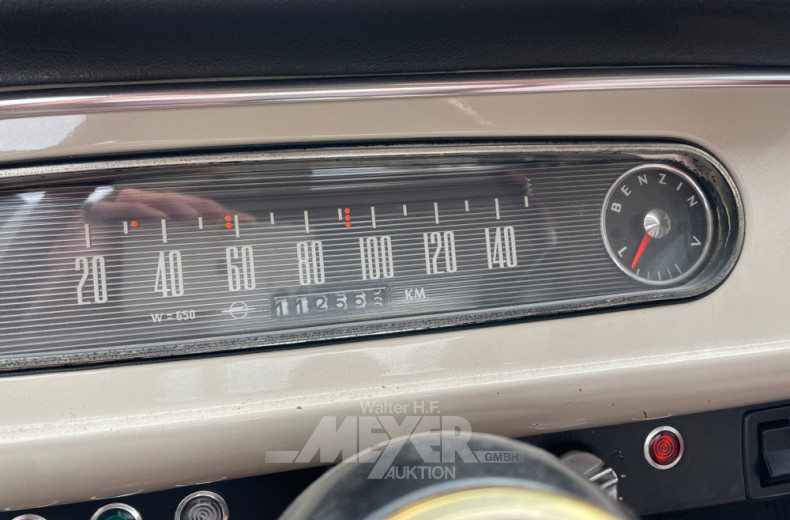 BENZIN
L V
20 40 60 80 100 120 140
W = 650 11256 KM
Walter H.F.
MEYER GMBH
AUKTION